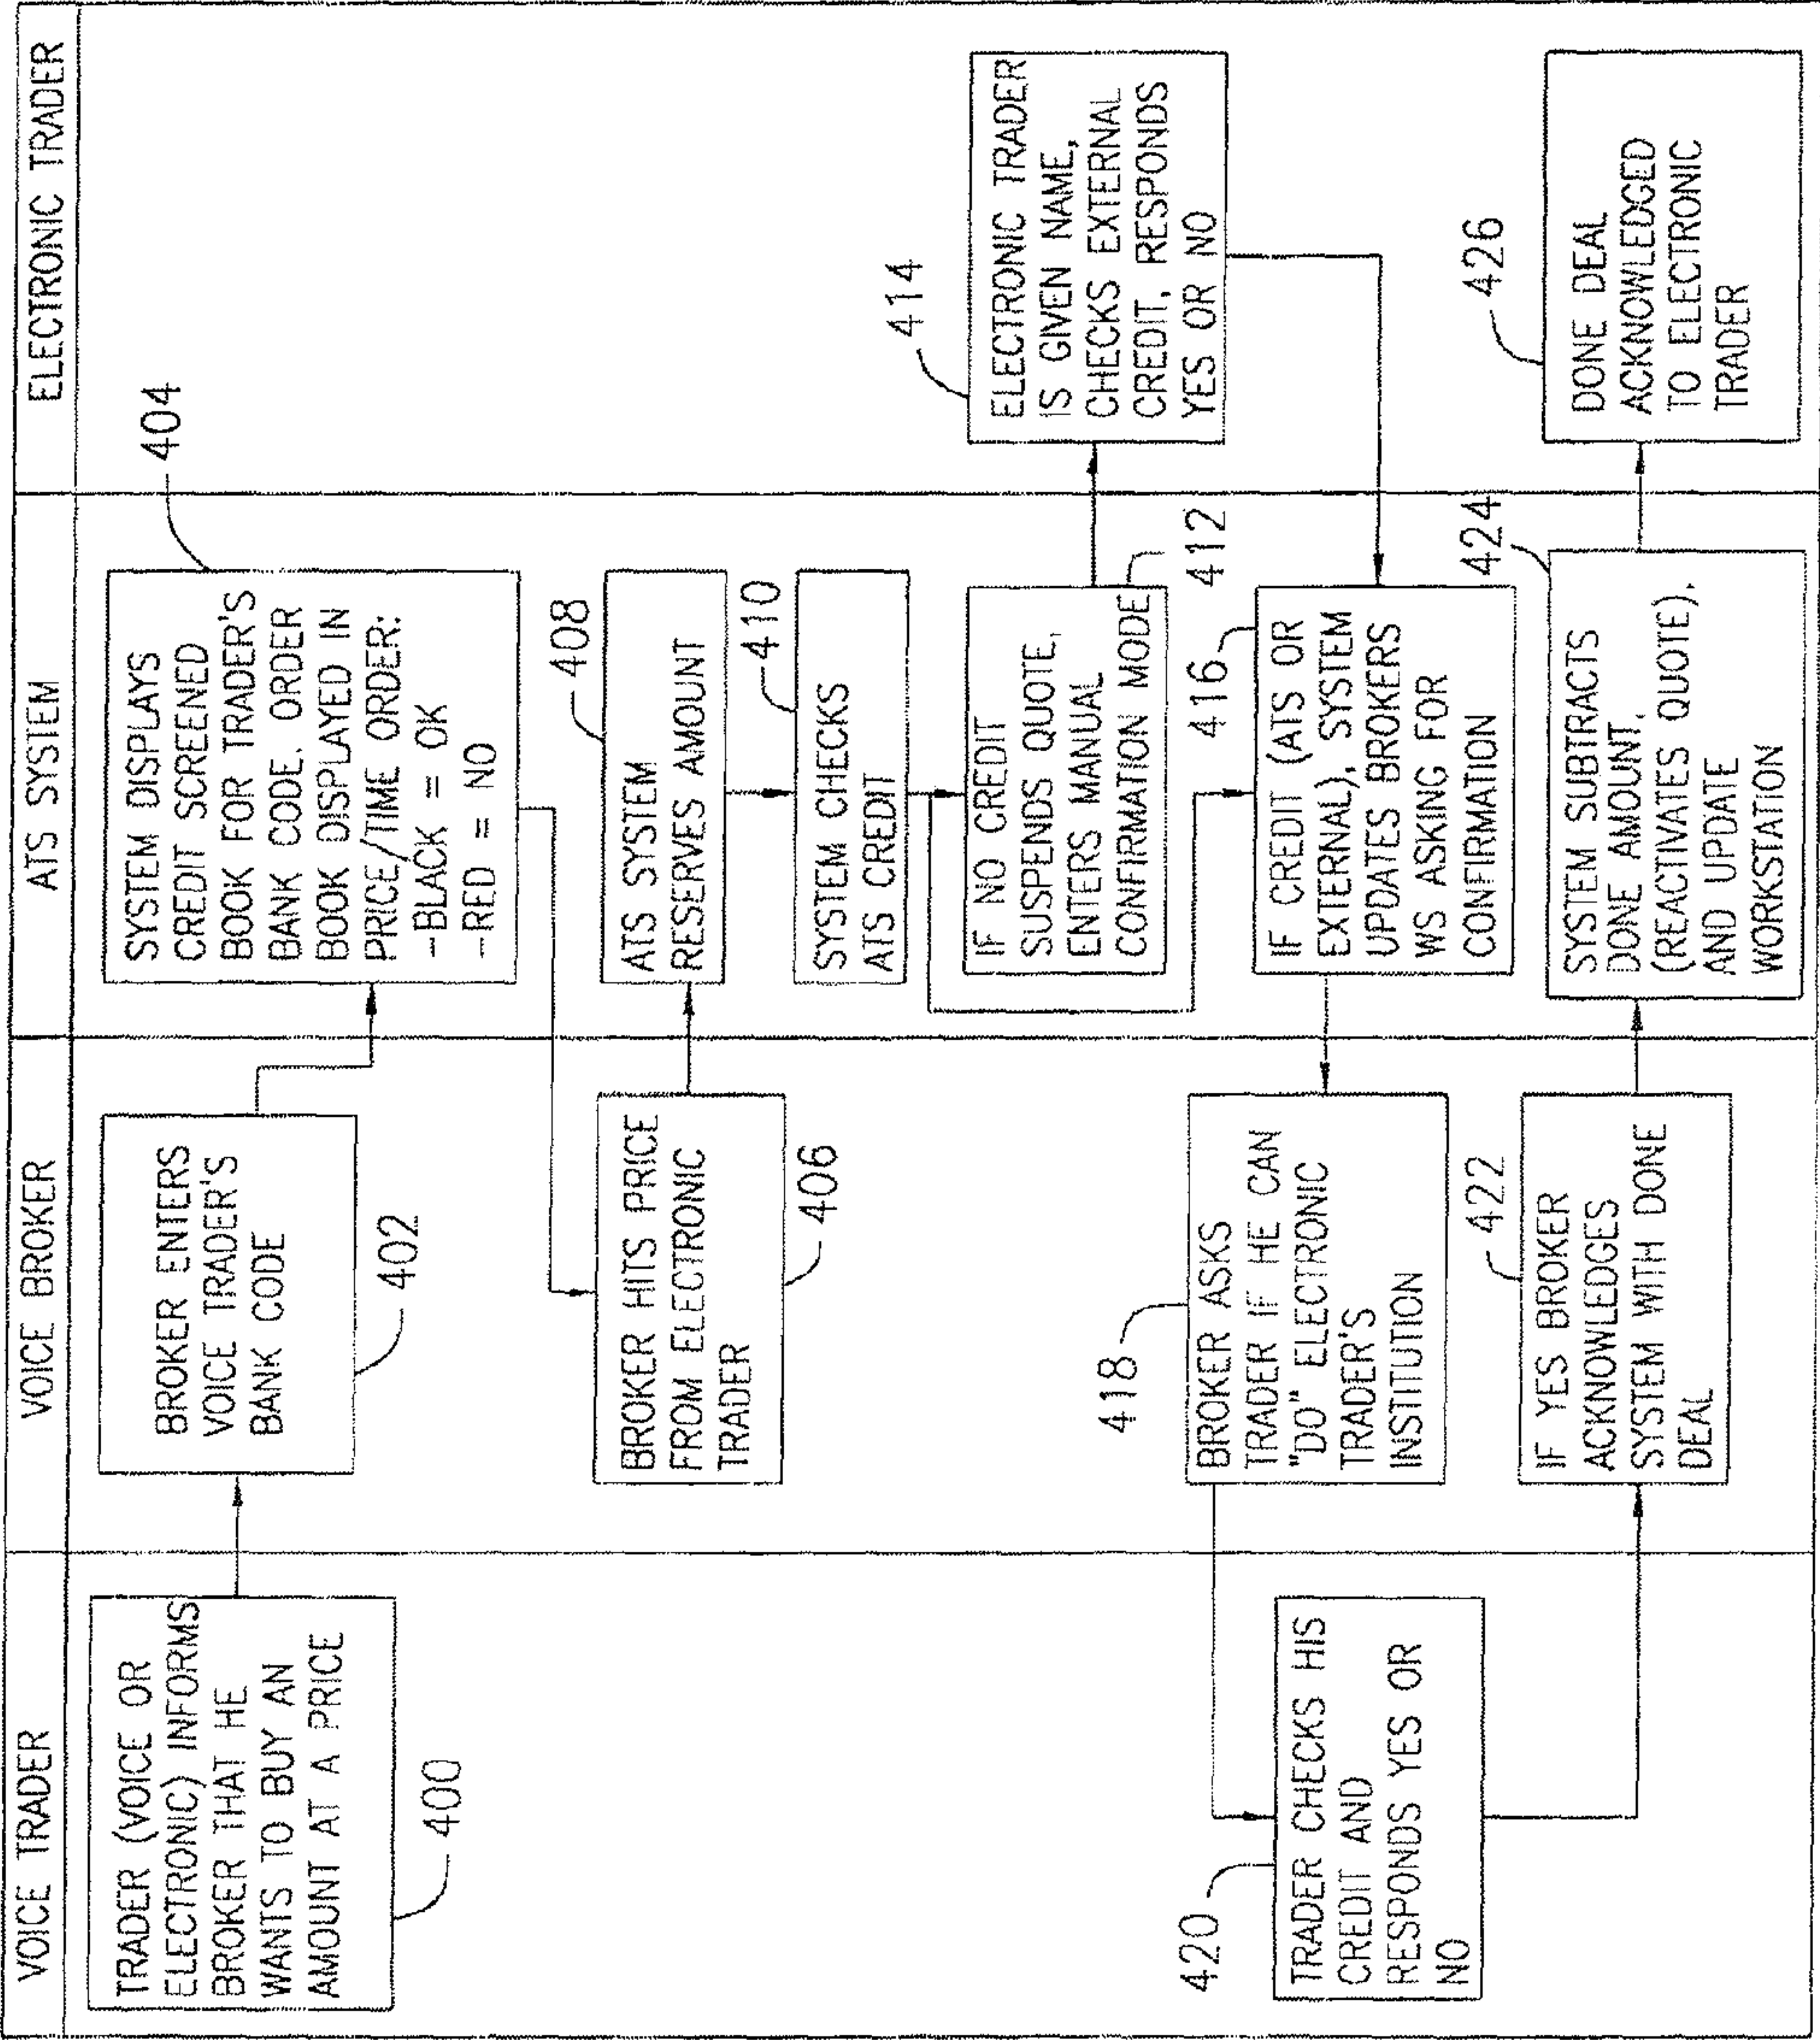 VOICE TRADER
VOICE BROKER
ATS SYSTEM
ELECTRONIC TRADER
TRADER (VOICE OR
ELECTRONIC) INFORMS
BROKER THAT HE
WANTS TO BUY AN
AMOUNT AT A PRICE
400
BROKER ENTERS
VOICE TRADER'S
BANK CODE
402
SYSTEM DISPLAYS
CREDIT SCREENED
BOOK FOR TRADER'S
BANK CODE. ORDER
BOOK DISPLAYED IN
PRICE/TIME ORDER:
-BLACK = OK
-RED = NO
404
BROKER HITS PRICE
FROM ELECTRONIC
TRADER
406
ATS SYSTEM
RESERVES AMOUNT
408
SYSTEM CHECKS
ATS CREDIT
410
IF NO CREDIT
SUSPENDS QUOTE,
ENTERS MANUAL
CONFIRMATION MODE
412
ELECTRONIC TRADER
IS GIVEN NAME,
CHECKS EXTERNAL
CREDIT, RESPONDS
YES OR NO
414
IF CREDIT (ATS OR
EXTERNAL), SYSTEM
UPDATES BROKERS
WS ASKING FOR
CONFIRMATION
416
BROKER ASKS
TRADER IF HE CAN
"DO" ELECTRONIC
TRADER'S
INSTITUTION
418
TRADER CHECKS HIS
CREDIT AND
RESPONDS YES OR
NO
420
IF YES BROKER
ACKNOWLEDGES
SYSTEM WITH DONE
DEAL
422
SYSTEM SUBTRACTS
DONE AMOUNT,
(REACTIVATES QUOTE),
AND UPDATE
WORKSTATION
424
DONE DEAL
ACKNOWLEDGED
TO ELECTRONIC
TRADER
426